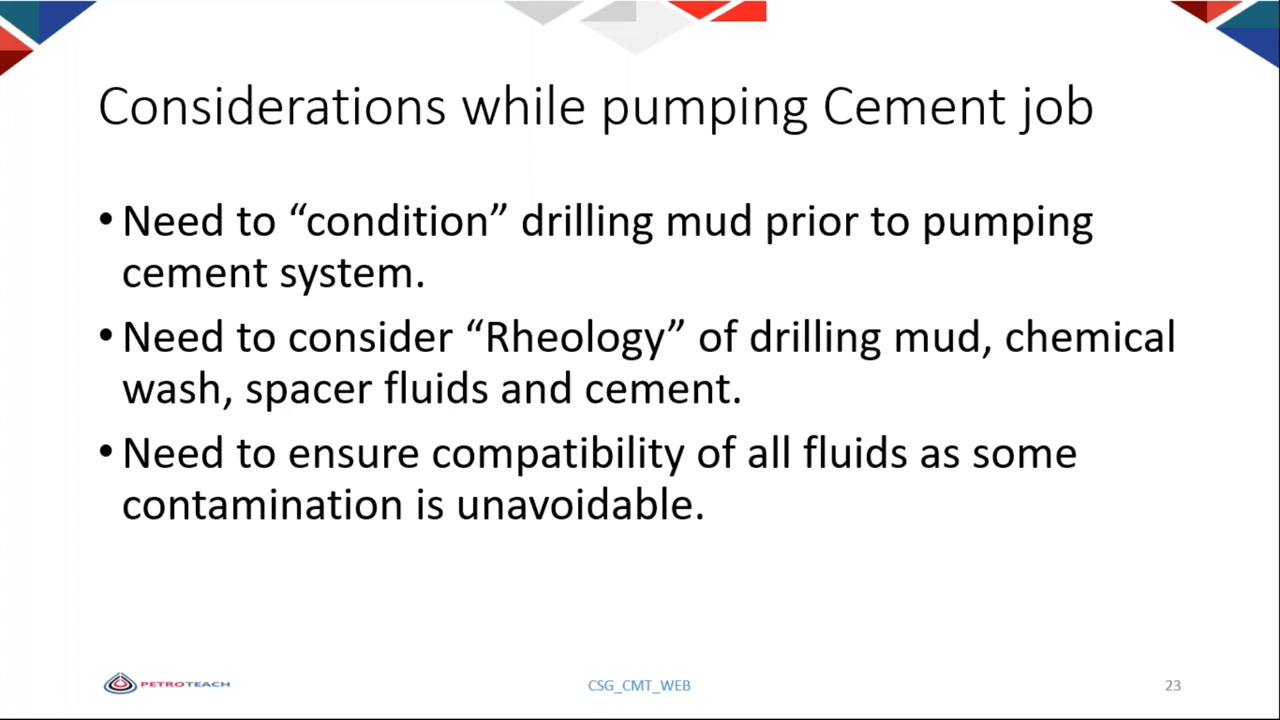 Considerations while pumping Cement job
• Need to “condition” drilling mud prior to pumping
cement system.
• Need to consider “Rheology” of drilling mud, chemical
wash, spacer fluids and cement.
• Need to ensure compatibility of all fluids as some
contamination is unavoidable.
PETROTEACH
CSG_CMT_WEB
23